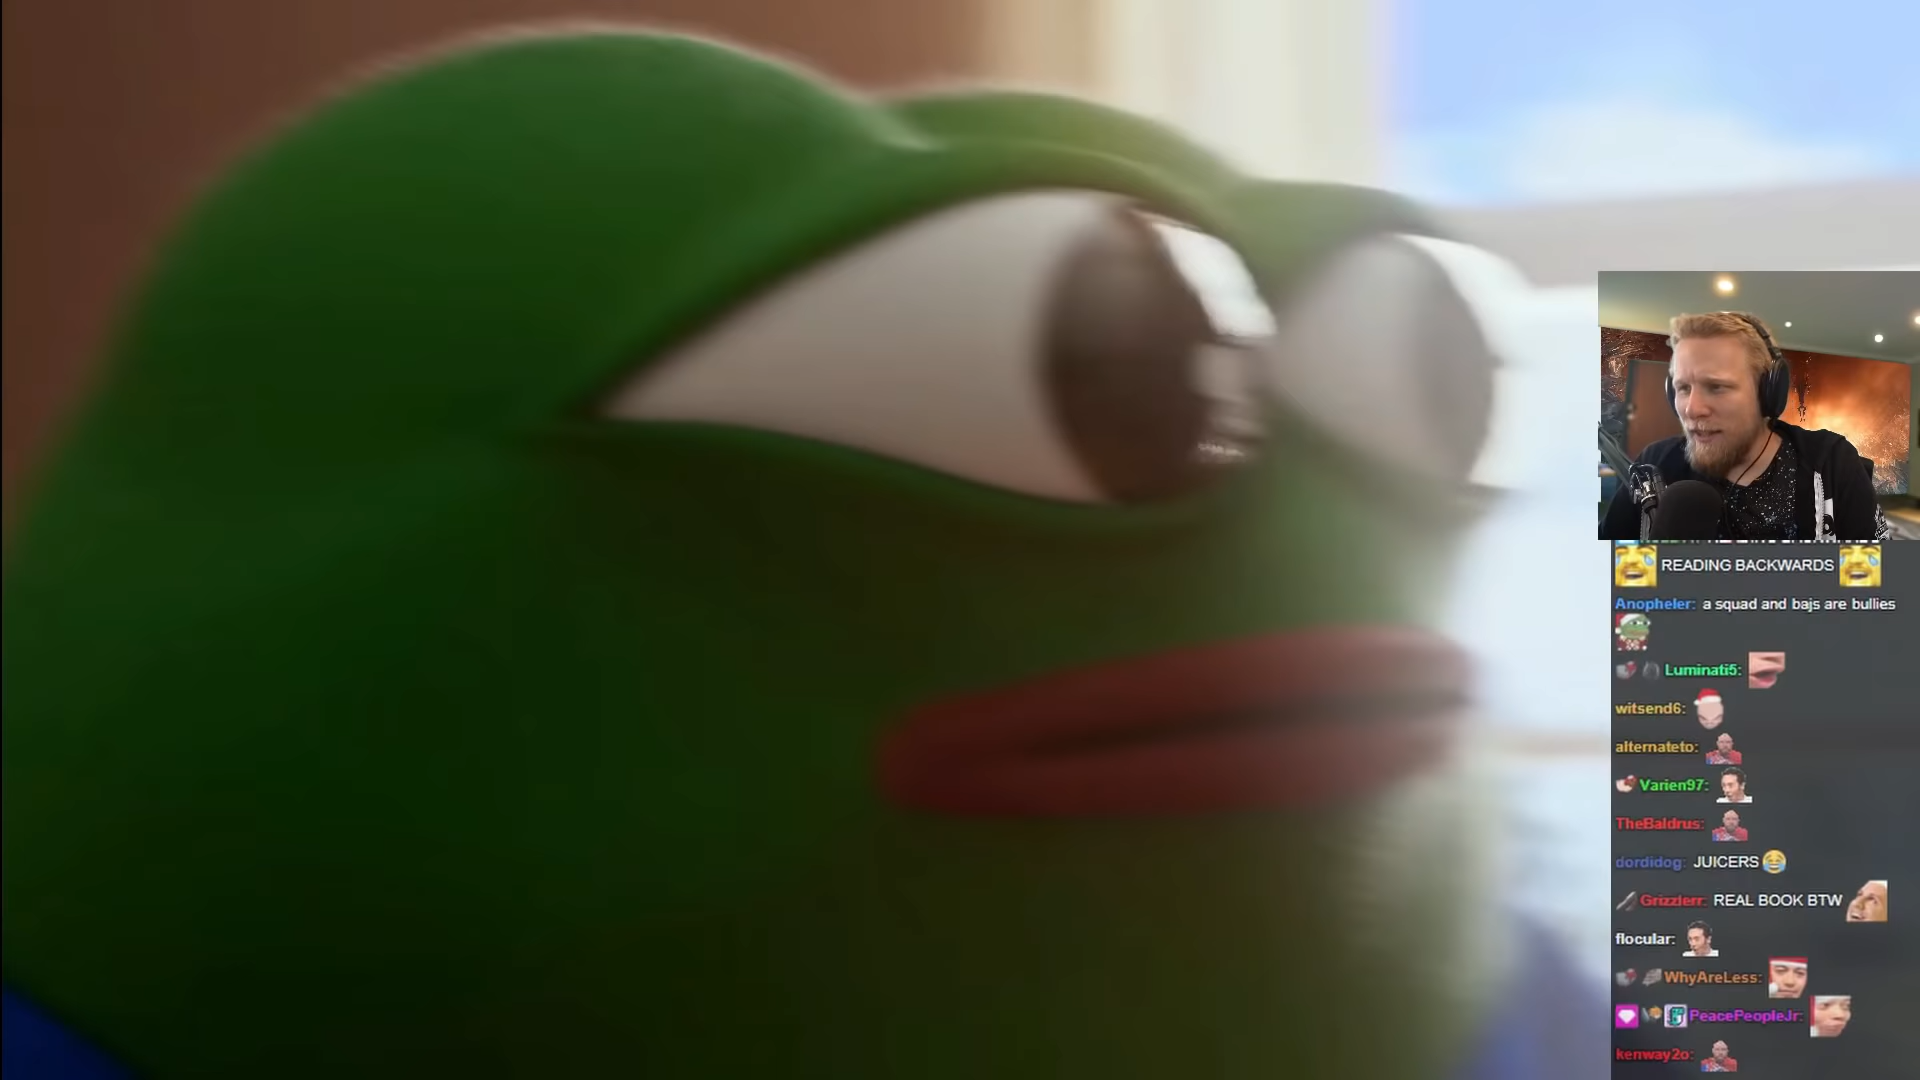 READING BACKWARDS
Anopheler: a squad and bajs are bullies
Luminati5:
witsend6:
alternateto:
Varien97:
TheBaldrus:
dordidog: JUICERS
Grizzlerr: REAL BOOK BTW
flocular:
WhyAreLess:
PeacePeopleJr:
kenway2o: